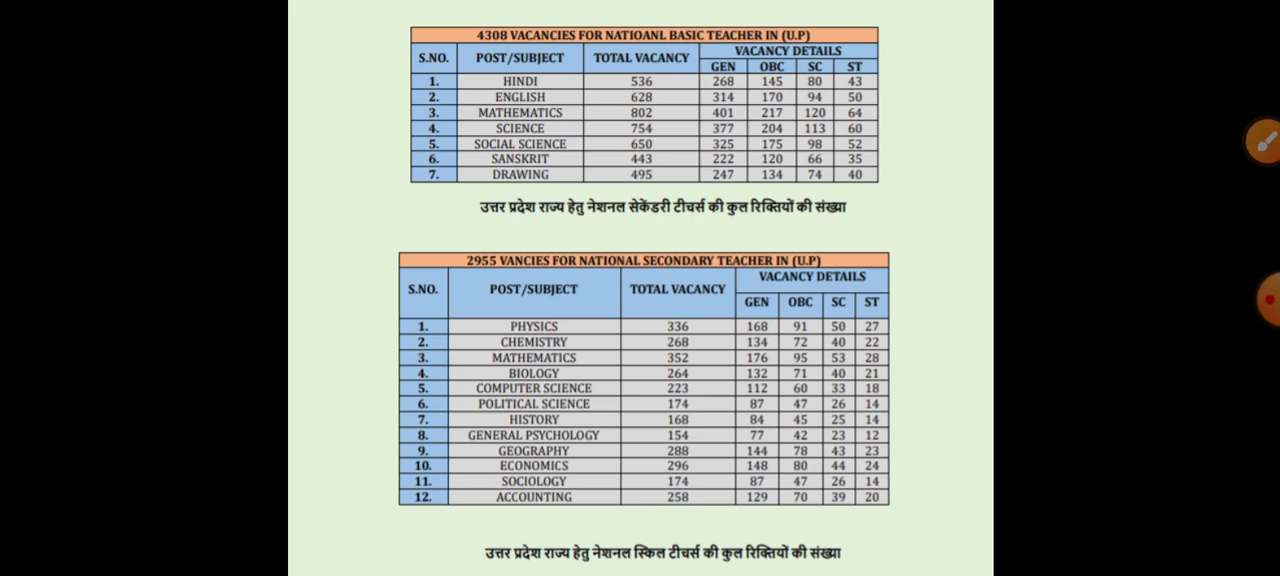 4308 VACANCIES FOR NATIOANL BASIC TEACHER IN (U.P)
S.NO. POST/SUBJECT TOTAL VACANCY VACANCY DETAILS
GEN OBC SC ST
1. HINDI 536 268 145 80 43
2. ENGLISH 628 314 170 94 50
3. MATHEMATICS 802 401 217 120 64
4. SCIENCE 754 377 204 113 60
5. SOCIAL SCIENCE 650 325 175 98 52
6. SANSKRIT 443 222 120 66 35
7. DRAWING 495 247 134 74 40
उत्तर प्रदेश राज्य हेतु नेशनल सेकेंडरी टीचर्स की कुल रिक्तियों की संख्या
2955 VANCIES FOR NATIONAL SECONDARY TEACHER IN (U.P)
S.NO. POST/SUBJECT TOTAL VACANCY VACANCY DETAILS
GEN OBC SC ST
1. PHYSICS 336 168 91 50 27
2. CHEMISTRY 268 134 72 40 22
3. MATHEMATICS 352 176 95 53 28
4. BIOLOGY 264 132 71 40 21
5. COMPUTER SCIENCE 223 112 60 33 18
6. POLITICAL SCIENCE 174 87 47 26 14
7. HISTORY 168 84 45 25 14
8. GENERAL PSYCHOLOGY 154 77 42 23 12
9. GEOGRAPHY 288 144 78 43 23
10. ECONOMICS 296 148 80 44 24
11. SOCIOLOGY 174 87 47 26 14
12. ACCOUNTING 258 129 70 39 20
उत्तर प्रदेश राज्य हेतु नेशनल स्किल टीचर्स की कुल रिक्तियों की संख्या